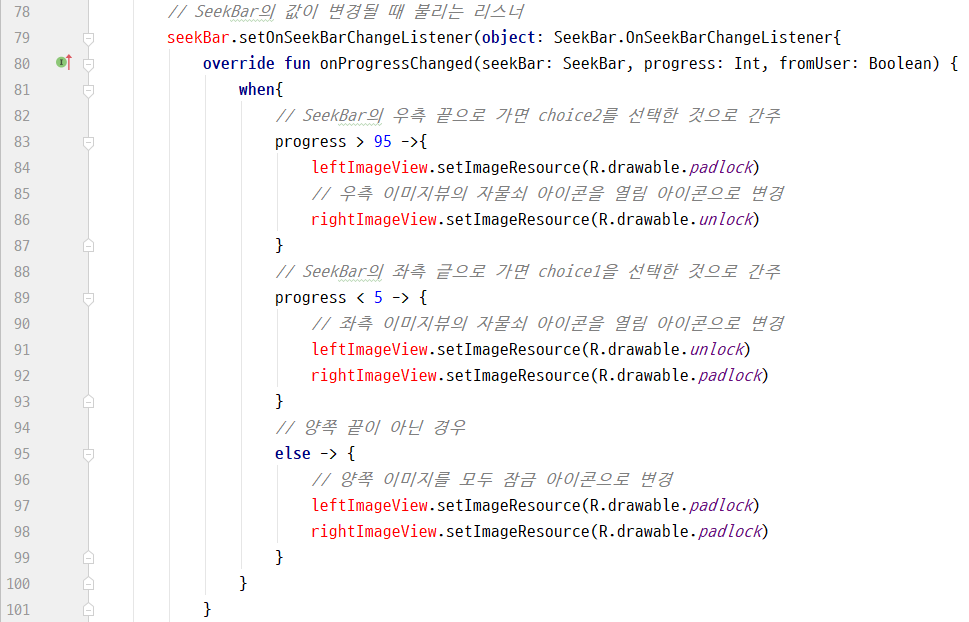 78 // SeekBar의 값이 변경될 때 불리는 리스너
79 seekBar.setOnSeekBarChangeListener(object: SeekBar.OnSeekBarChangeListener{
80 override fun onProgressChanged(seekBar: SeekBar, progress: Int, fromUser: Boolean) {
81 when{
82 // SeekBar의 우측 끝으로 가면 choice2를 선택한 것으로 간주
83 progress > 95 ->{
84 leftImageView.setImageResource(R.drawable.padlock)
85 // 우측 이미지뷰의 자물쇠 아이콘을 열림 아이콘으로 변경
86 rightImageView.setImageResource(R.drawable.unlock)
87 }
88 // SeekBar의 좌측 긑으로 가면 choice1을 선택한 것으로 간주
89 progress < 5 -> {
90 // 좌측 이미지뷰의 자물쇠 아이콘을 열림 아이콘으로 변경
91 leftImageView.setImageResource(R.drawable.unlock)
92 rightImageView.setImageResource(R.drawable.padlock)
93 }
94 // 양쪽 끝이 아닌 경우
95 else -> {
96 // 양쪽 이미지를 모두 잠금 아이콘으로 변경
97 leftImageView.setImageResource(R.drawable.padlock)
98 rightImageView.setImageResource(R.drawable.padlock)
99 }
100 }
101 }